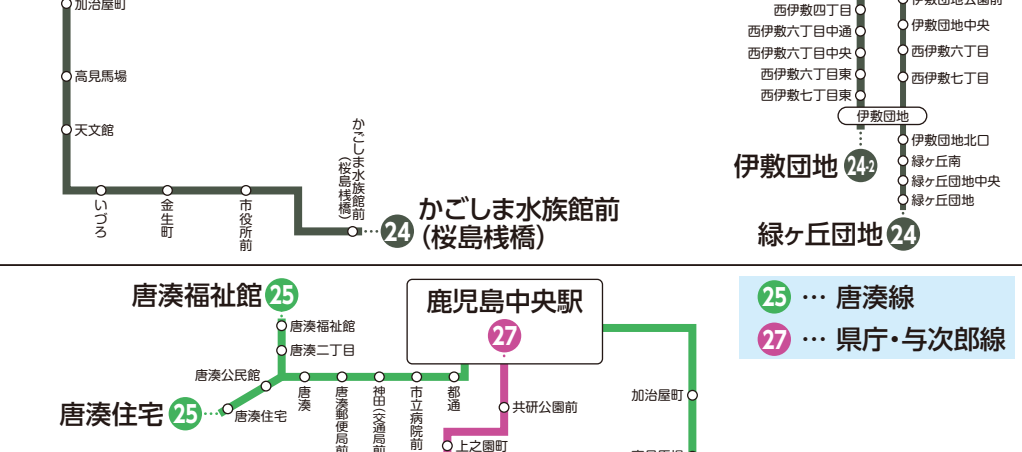 加治屋町
高見馬場
天文館
いづろ
金生町
市役所前
かごしま水族館前
(桜島桟橋)
24
かごしま水族館前
(桜島桟橋)
西伊敷四丁目
西伊敷六丁目中通
西伊敷六丁目中央
西伊敷六丁目東
西伊敷七丁目東
伊敷団地中央
西伊敷六丁目
西伊敷七丁目
伊敷団地
伊敷団地 24-2
伊敷団地北口
緑ヶ丘南
緑ヶ丘団地中央
緑ヶ丘団地
緑ヶ丘団地 24
唐湊福祉館 25
唐湊福祉館
唐湊二丁目
唐湊公民館
唐湊住宅 25
唐湊住宅
唐湊
唐湊郵便局前
神田(交通局前
市立病院前
都通
鹿児島中央駅
27
共研公園前
上之園町
加治屋町
25 … 唐湊線
27 … 県庁・与次郎線